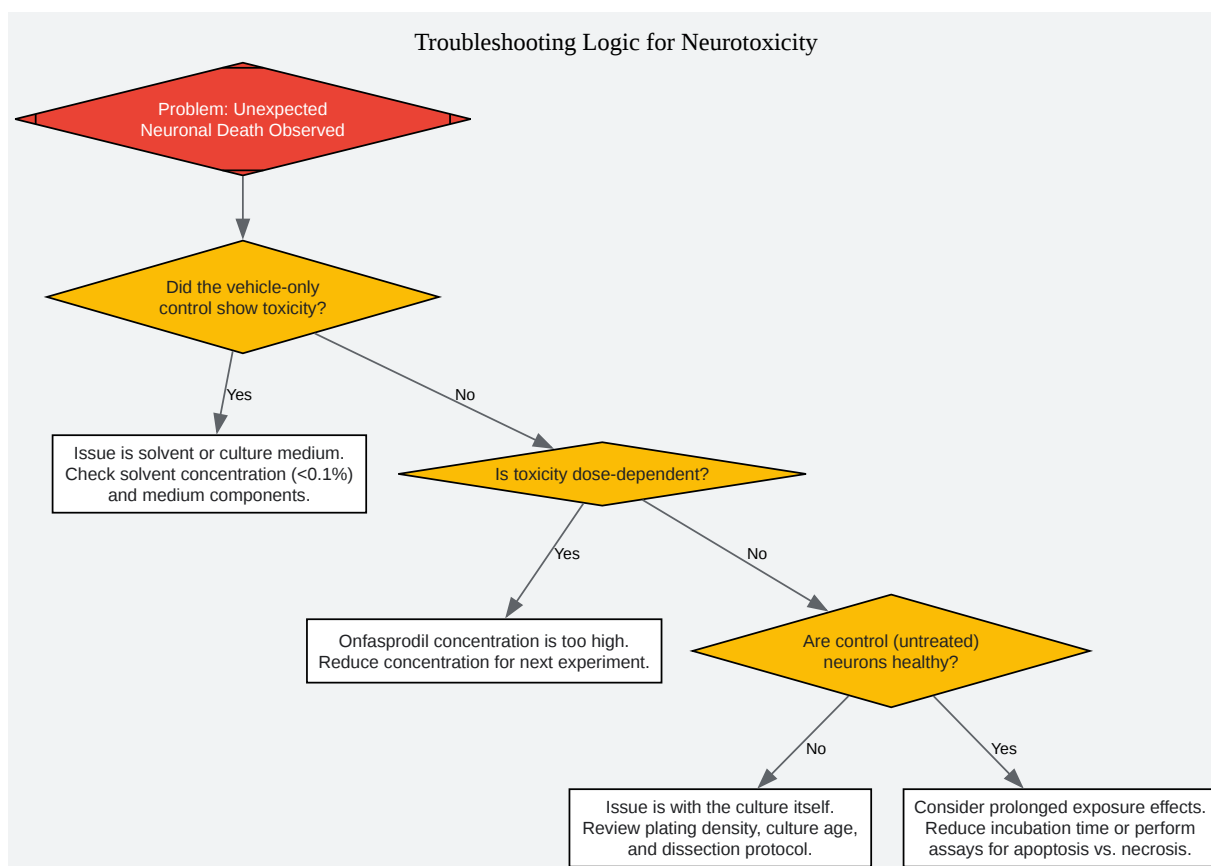 Troubleshooting Logic for Neurotoxicity
Problem: Unexpected
Neuronal Death Observed
Did the vehicle-only
control show toxicity?
Yes
No
Issue is solvent or culture medium.
Check solvent concentration (<0.1%)
and medium components.
Is toxicity dose-dependent?
Yes
No
Onfasprodil concentration is too high.
Reduce concentration for next experiment.
Are control (untreated)
neurons healthy?
No
Yes
Issue is with the culture itself.
Review plating density, culture age,
and dissection protocol.
Consider prolonged exposure effects.
Reduce incubation time or perform
assays for apoptosis vs. necrosis.